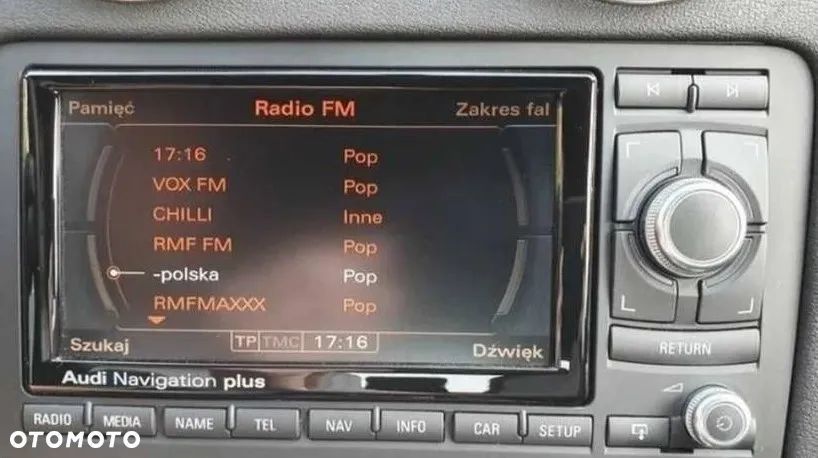 Pamięć Radio FM Zakres fal
17:16 Pop
VOX FM Pop
CHILLI Inne
RMF FM Pop
-polska Pop
RMFMAXXX Pop
Szukaj TP TMC 17:16 Dźwięk
Audi Navigation plus
RETURN
RADIO MEDIA NAME TEL NAV INFO CAR SETUP
OTOMOTO